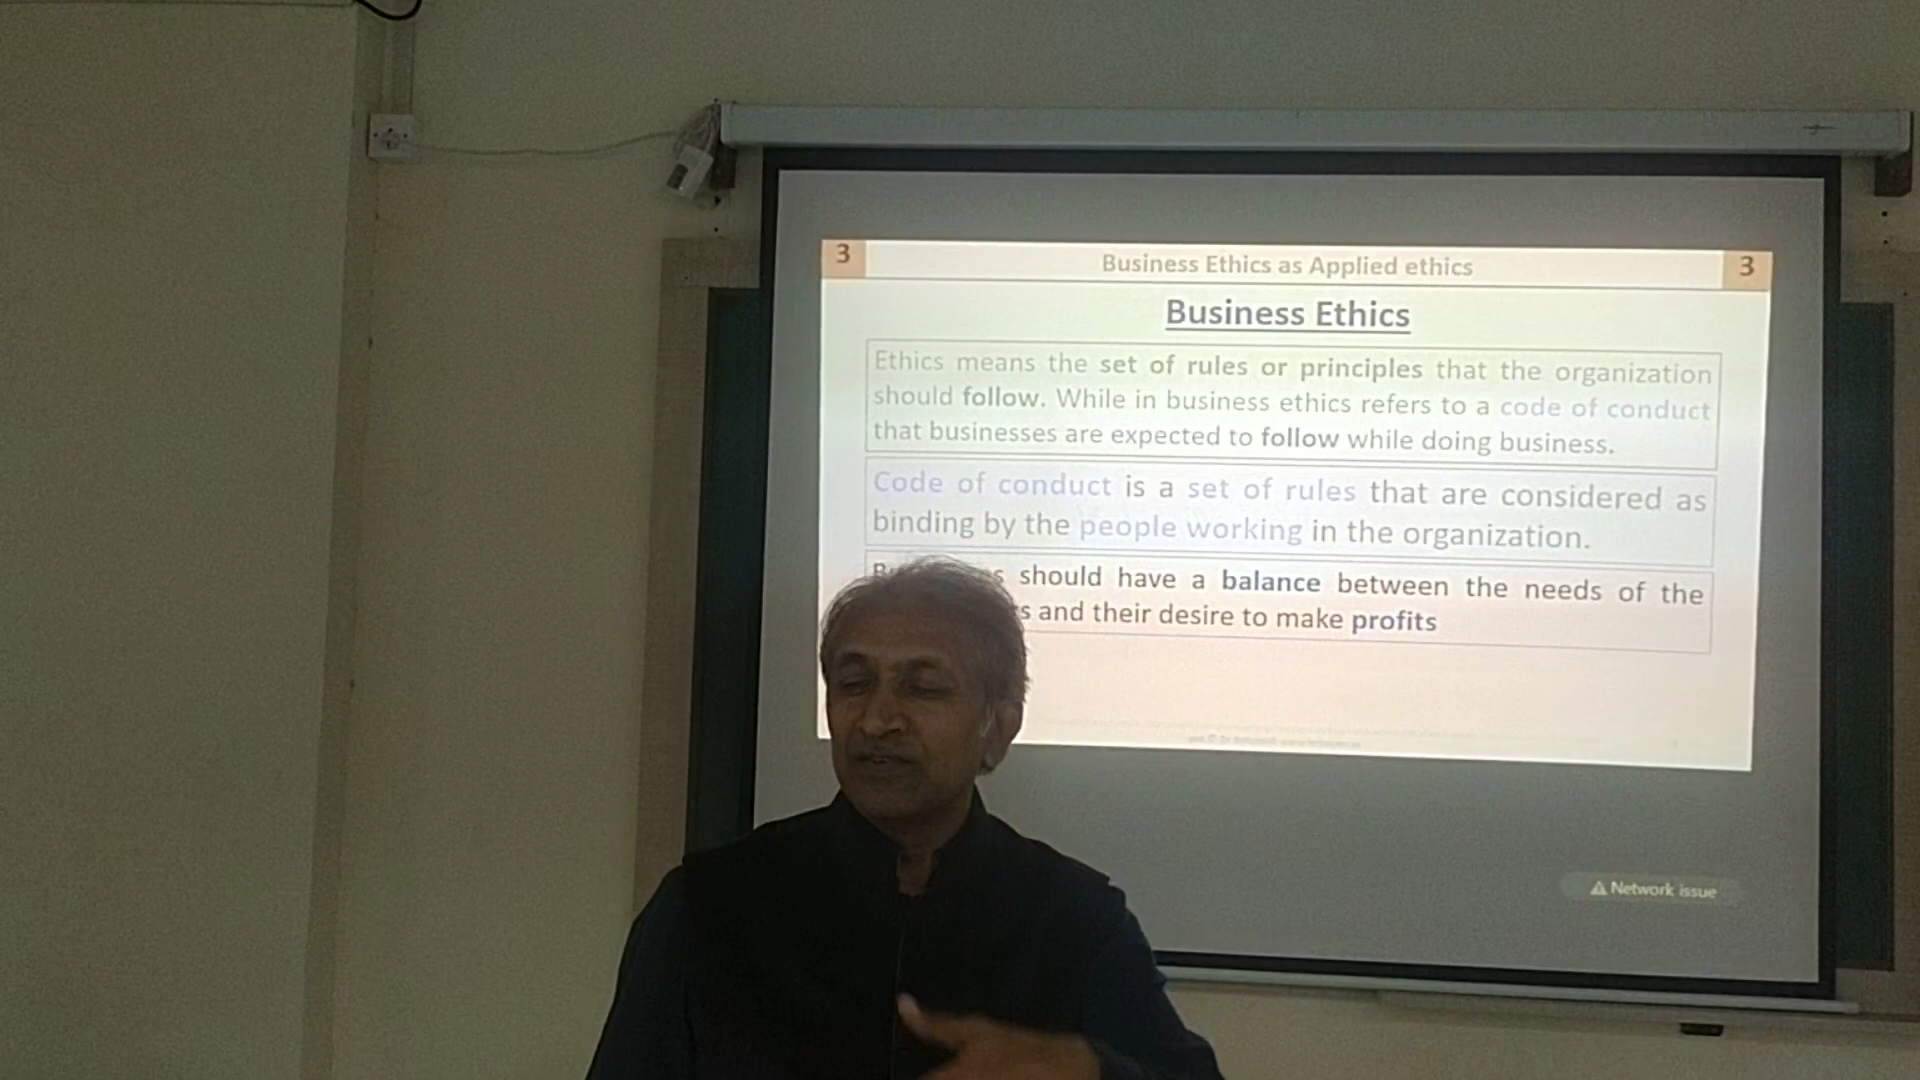 3 Business Ethics as Applied ethics 3
Business Ethics
Ethics means the set of rules or principles that the organization
should follow. While in business ethics refers to a code of conduct
that businesses are expected to follow while doing business.
Code of conduct is a set of rules that are considered as
binding by the people working in the organization.
should have a balance between the needs of the
and their desire to make profits
Network issue